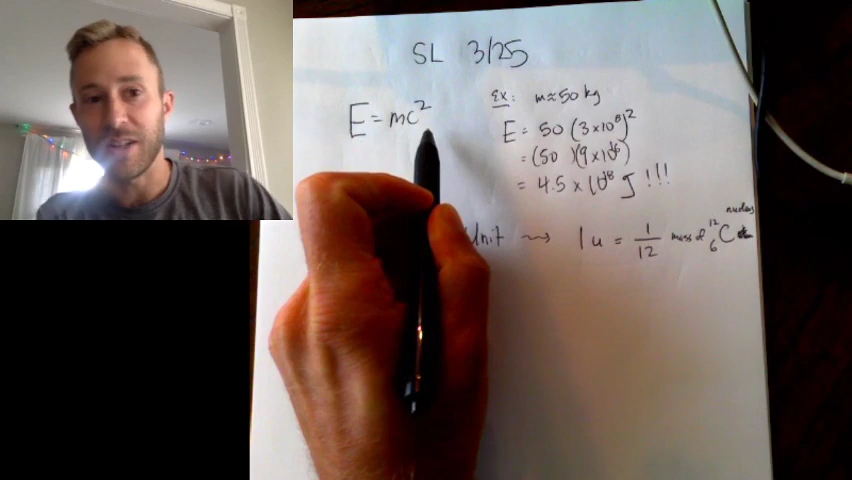 SL 3/25
E = mc²
Ex: m≈50 kg
E = 50 (3×10⁸)²
= (50 )(9×10¹⁶)
= 4.5 × 10¹⁸ J !!!
Unit ⇝ 1 u = 1/12 mass of ¹²₆C nucleus